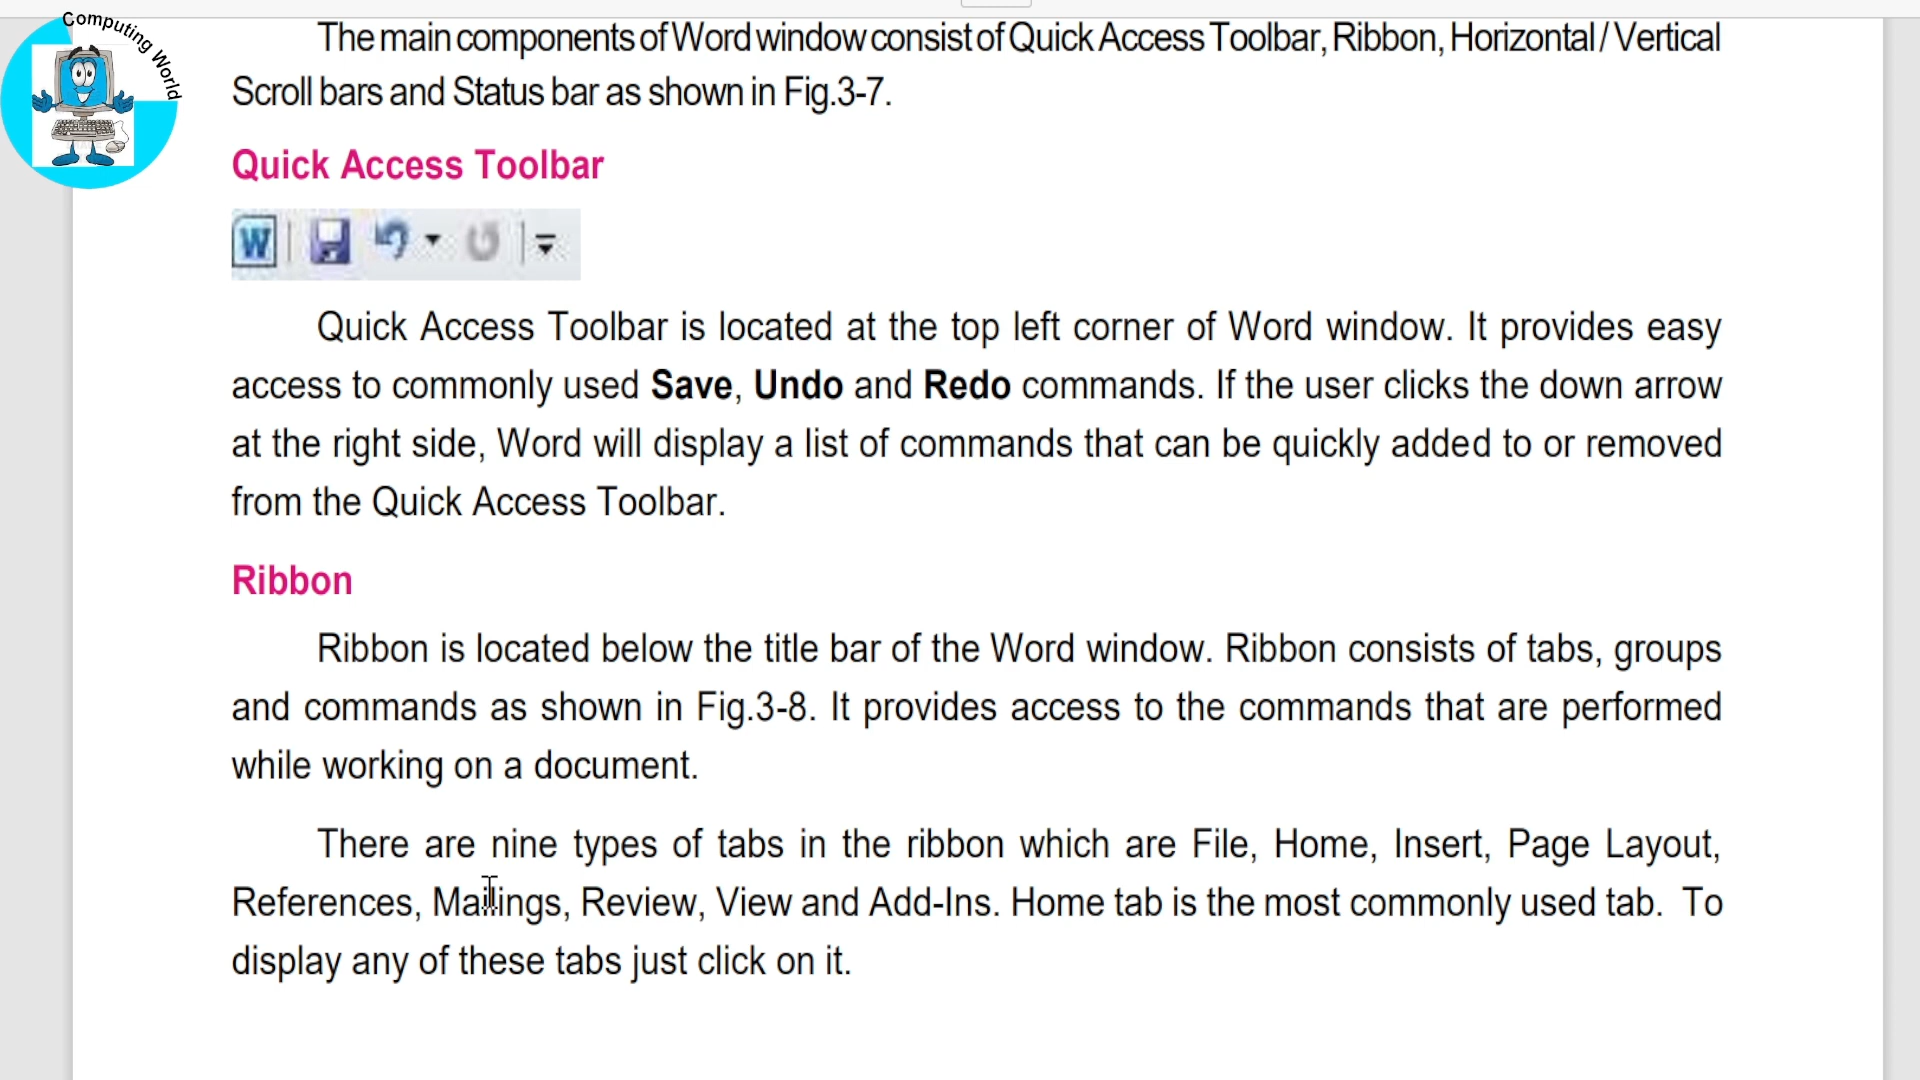 Computing World
The main components of Word window consist of Quick Access Toolbar, Ribbon, Horizontal / Vertical
Scroll bars and Status bar as shown in Fig.3-7.
Quick Access Toolbar
W
Quick Access Toolbar is located at the top left corner of Word window. It provides easy
access to commonly used Save, Undo and Redo commands. If the user clicks the down arrow
at the right side, Word will display a list of commands that can be quickly added to or removed
from the Quick Access Toolbar.
Ribbon
Ribbon is located below the title bar of the Word window. Ribbon consists of tabs, groups
and commands as shown in Fig.3-8. It provides access to the commands that are performed
while working on a document.
There are nine types of tabs in the ribbon which are File, Home, Insert, Page Layout,
References, Mailings, Review, View and Add-Ins. Home tab is the most commonly used tab. To
display any of these tabs just click on it.